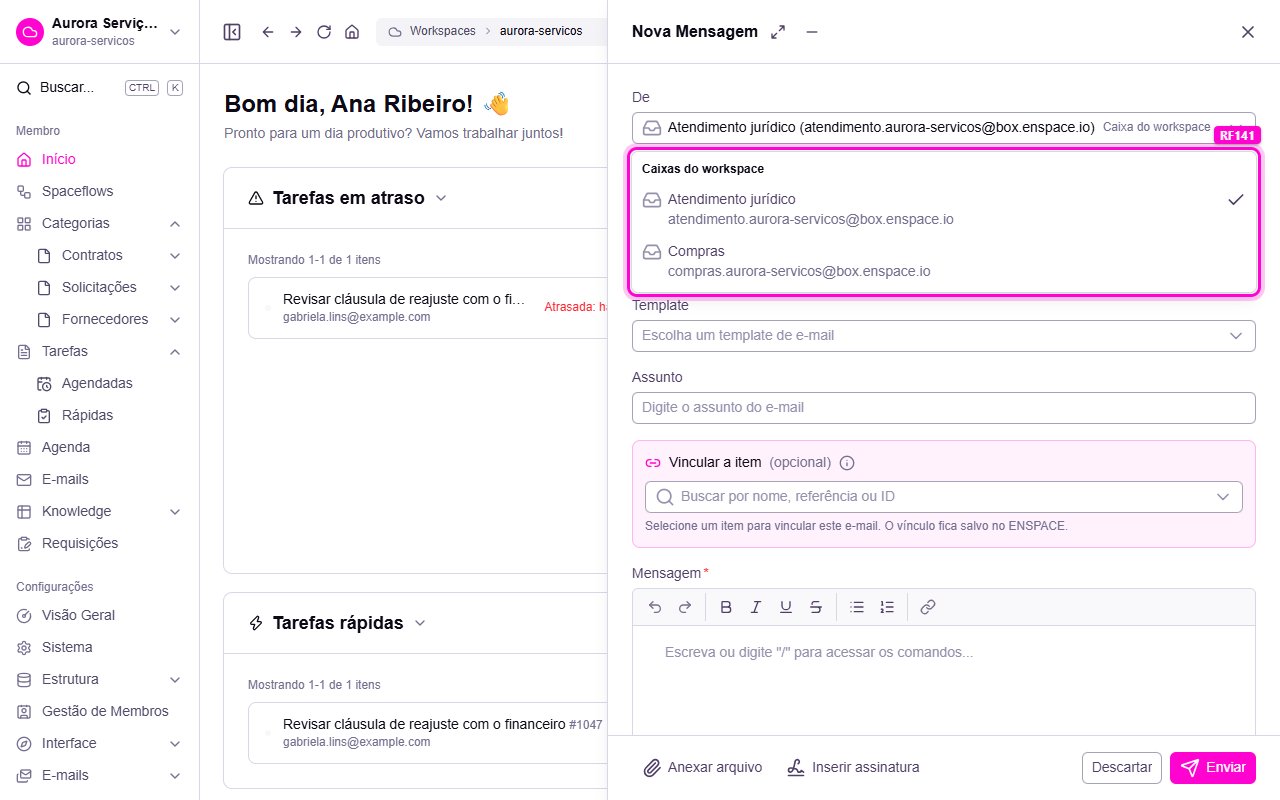 Aurora Serviç...
aurora-servicos
Buscar...
CTRL
K
Membro
Início
Spaceflows
Categorias
Contratos
Solicitações
Fornecedores
Tarefas
Agendadas
Rápidas
Agenda
E-mails
Knowledge
Requisições
Configurações
Visão Geral
Sistema
Estrutura
Gestão de Membros
Interface
E-mails
Workspaces
aurora-servicos
Bom dia, Ana Ribeiro! 👋
Pronto para um dia produtivo? Vamos trabalhar juntos!
Tarefas em atraso
Mostrando 1-1 de 1 itens
Revisar cláusula de reajuste com o fi...
gabriela.lins@example.com
Atrasada:
Tarefas rápidas
Mostrando 1-1 de 1 itens
Revisar cláusula de reajuste com o financeiro #1047
gabriela.lins@example.com
Nova Mensagem
De
Atendimento jurídico (atendimento.aurora-servicos@box.enspace.io) Caixa do workspace
RF141
Caixas do workspace
Atendimento jurídico
atendimento.aurora-servicos@box.enspace.io
Compras
compras.aurora-servicos@box.enspace.io
Template
Escolha um template de e-mail
Assunto
Digite o assunto do e-mail
Vincular a item (opcional)
Buscar por nome, referência ou ID
Selecione um item para vincular este e-mail. O vínculo fica salvo no ENSPACE.
Mensagem*
Escreva ou digite "/" para acessar os comandos...
Anexar arquivo
Inserir assinatura
Descartar
Enviar